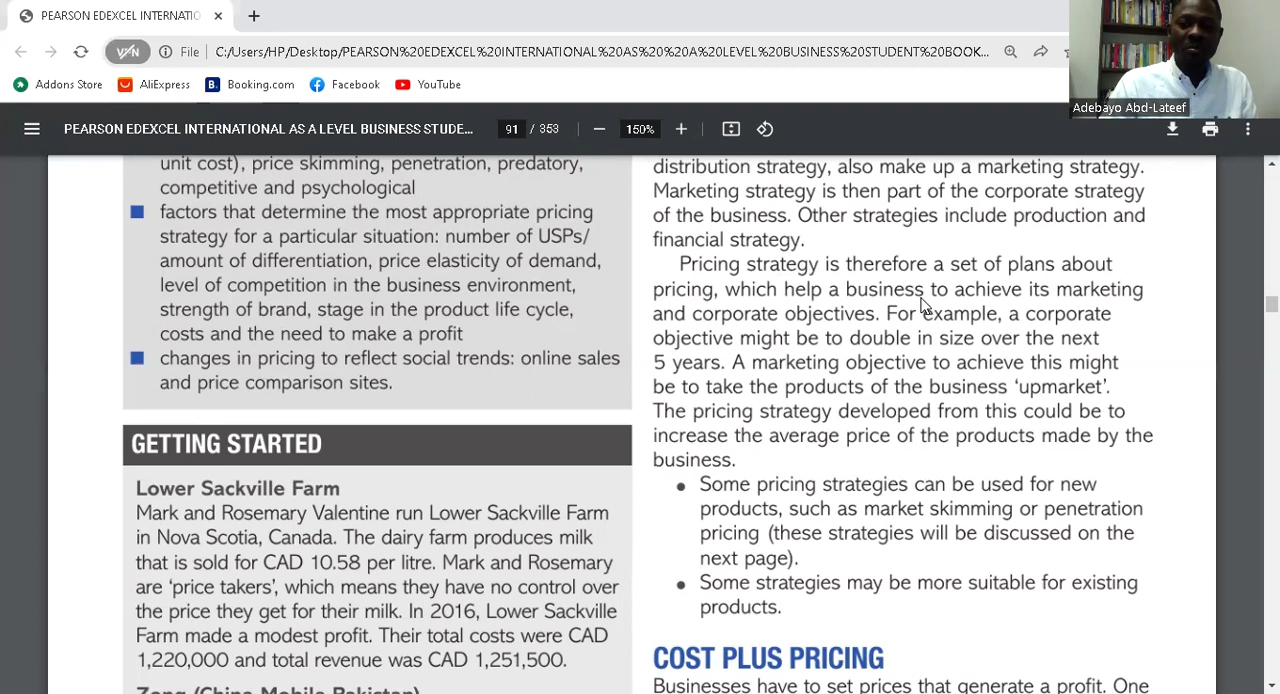 PEARSON EDEXCEL INTERNATIO
File
C:/Users/HP/Desktop/PEARSON%20EDEXCEL%20INTERNATIONAL%20AS%20%20A%20LEVEL%20BUSINESS%20STUDENT%20BOOK...
Addons Store
AliExpress
Booking.com
Facebook
YouTube
Adebayo Abd-Lateef
PEARSON EDEXCEL INTERNATIONAL AS A LEVEL BUSINESS STUDE...
91 / 353
150%
unit cost), price skimming, penetration, predatory,
competitive and psychological
factors that determine the most appropriate pricing
strategy for a particular situation: number of USPs/
amount of differentiation, price elasticity of demand,
level of competition in the business environment,
strength of brand, stage in the product life cycle,
costs and the need to make a profit
changes in pricing to reflect social trends: online sales
and price comparison sites.
GETTING STARTED
Lower Sackville Farm
Mark and Rosemary Valentine run Lower Sackville Farm
in Nova Scotia, Canada. The dairy farm produces milk
that is sold for CAD 10.58 per litre. Mark and Rosemary
are ‘price takers’, which means they have no control over
the price they get for their milk. In 2016, Lower Sackville
Farm made a modest profit. Their total costs were CAD
1,220,000 and total revenue was CAD 1,251,500.
Zong (China Mobile Pakistan)
distribution strategy, also make up a marketing strategy.
Marketing strategy is then part of the corporate strategy
of the business. Other strategies include production and
financial strategy.
Pricing strategy is therefore a set of plans about
pricing, which help a business to achieve its marketing
and corporate objectives. For example, a corporate
objective might be to double in size over the next
5 years. A marketing objective to achieve this might
be to take the products of the business ‘upmarket’.
The pricing strategy developed from this could be to
increase the average price of the products made by the
business.
• Some pricing strategies can be used for new
products, such as market skimming or penetration
pricing (these strategies will be discussed on the
next page).
• Some strategies may be more suitable for existing
products.
COST PLUS PRICING
Businesses have to set prices that generate a profit. One